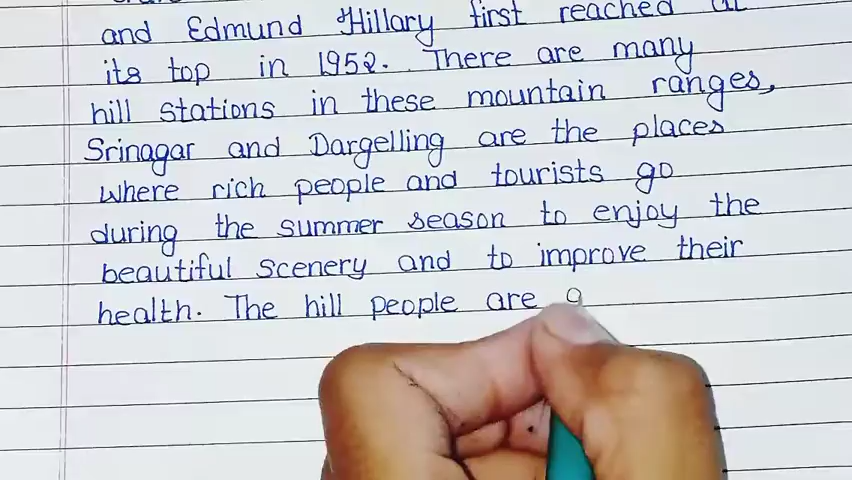 and Edmund Hillary first reached at
its top in 1952. There are many
hill stations in these mountain ranges,
Srinagar and Dargelling are the places
where rich people and tourists go
during the summer season to enjoy the
beautiful scenery and to improve their
health. The hill people are g